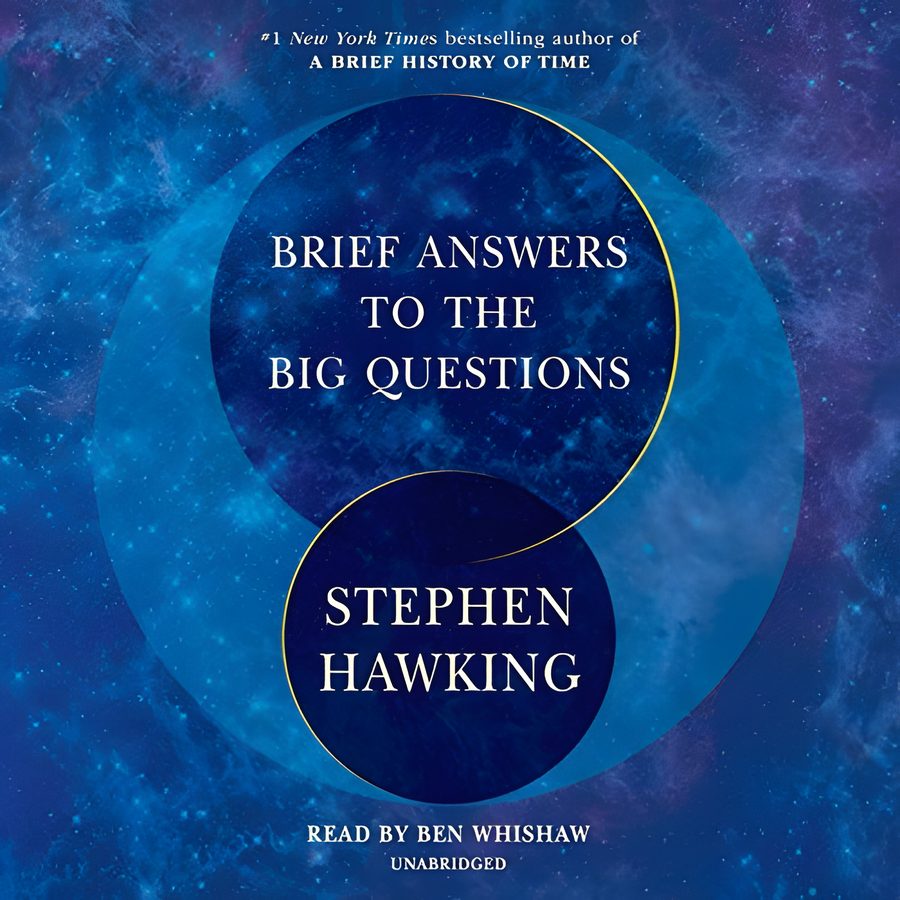 #1 New York Times bestselling author of
A BRIEF HISTORY OF TIME
BRIEF ANSWERS
TO THE
BIG QUESTIONS
STEPHEN
HAWKING
READ BY BEN WHISHAW
UNABRIDGED